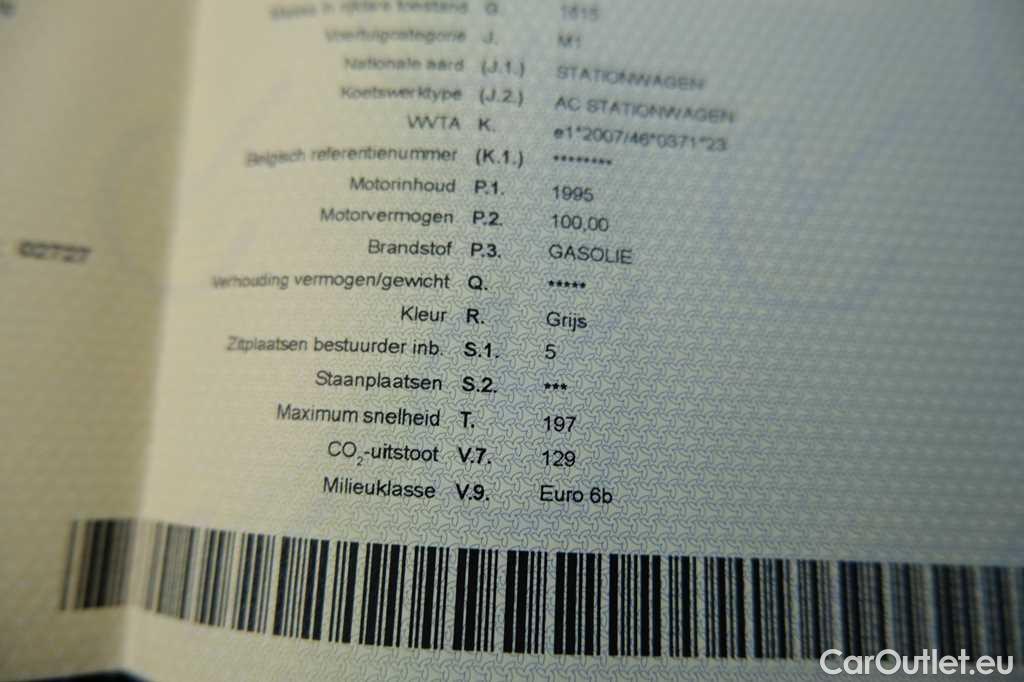 Massa in rijklare toestand G. 1615
Voertuigcategorie J. M1
Nationale aard (J.1.) STATIONWAGEN
Koetswerktype (J.2.) AC STATIONWAGEN
WVTA K. e1*2007/46*0371*23
Belgisch referentienummer (K.1.) ********
Motorinhoud P.1. 1995
Motorvermogen P.2. 100,00
Brandstof P.3. GASOLIE
02727
Verhouding vermogen/gewicht Q. *****
Kleur R. Grijs
Zitplaatsen bestuurder inb. S.1. 5
Staanplaatsen S.2. ***
Maximum snelheid T. 197
CO2-uitstoot V.7. 129
Milieuklasse V.9. Euro 6b
CarOutlet.eu